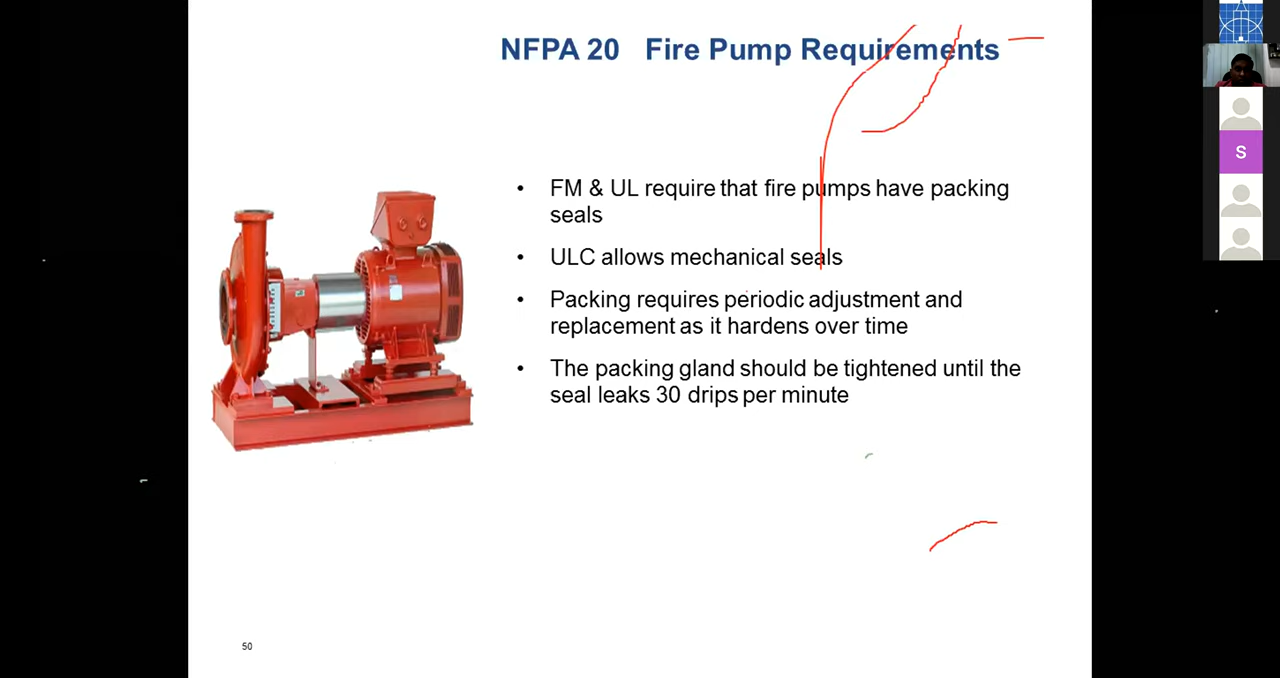 NFPA 20 Fire Pump Requirements
• FM & UL require that fire pumps have packing
seals
• ULC allows mechanical seals
• Packing requires periodic adjustment and
replacement as it hardens over time
• The packing gland should be tightened until the
seal leaks 30 drips per minute
50
S